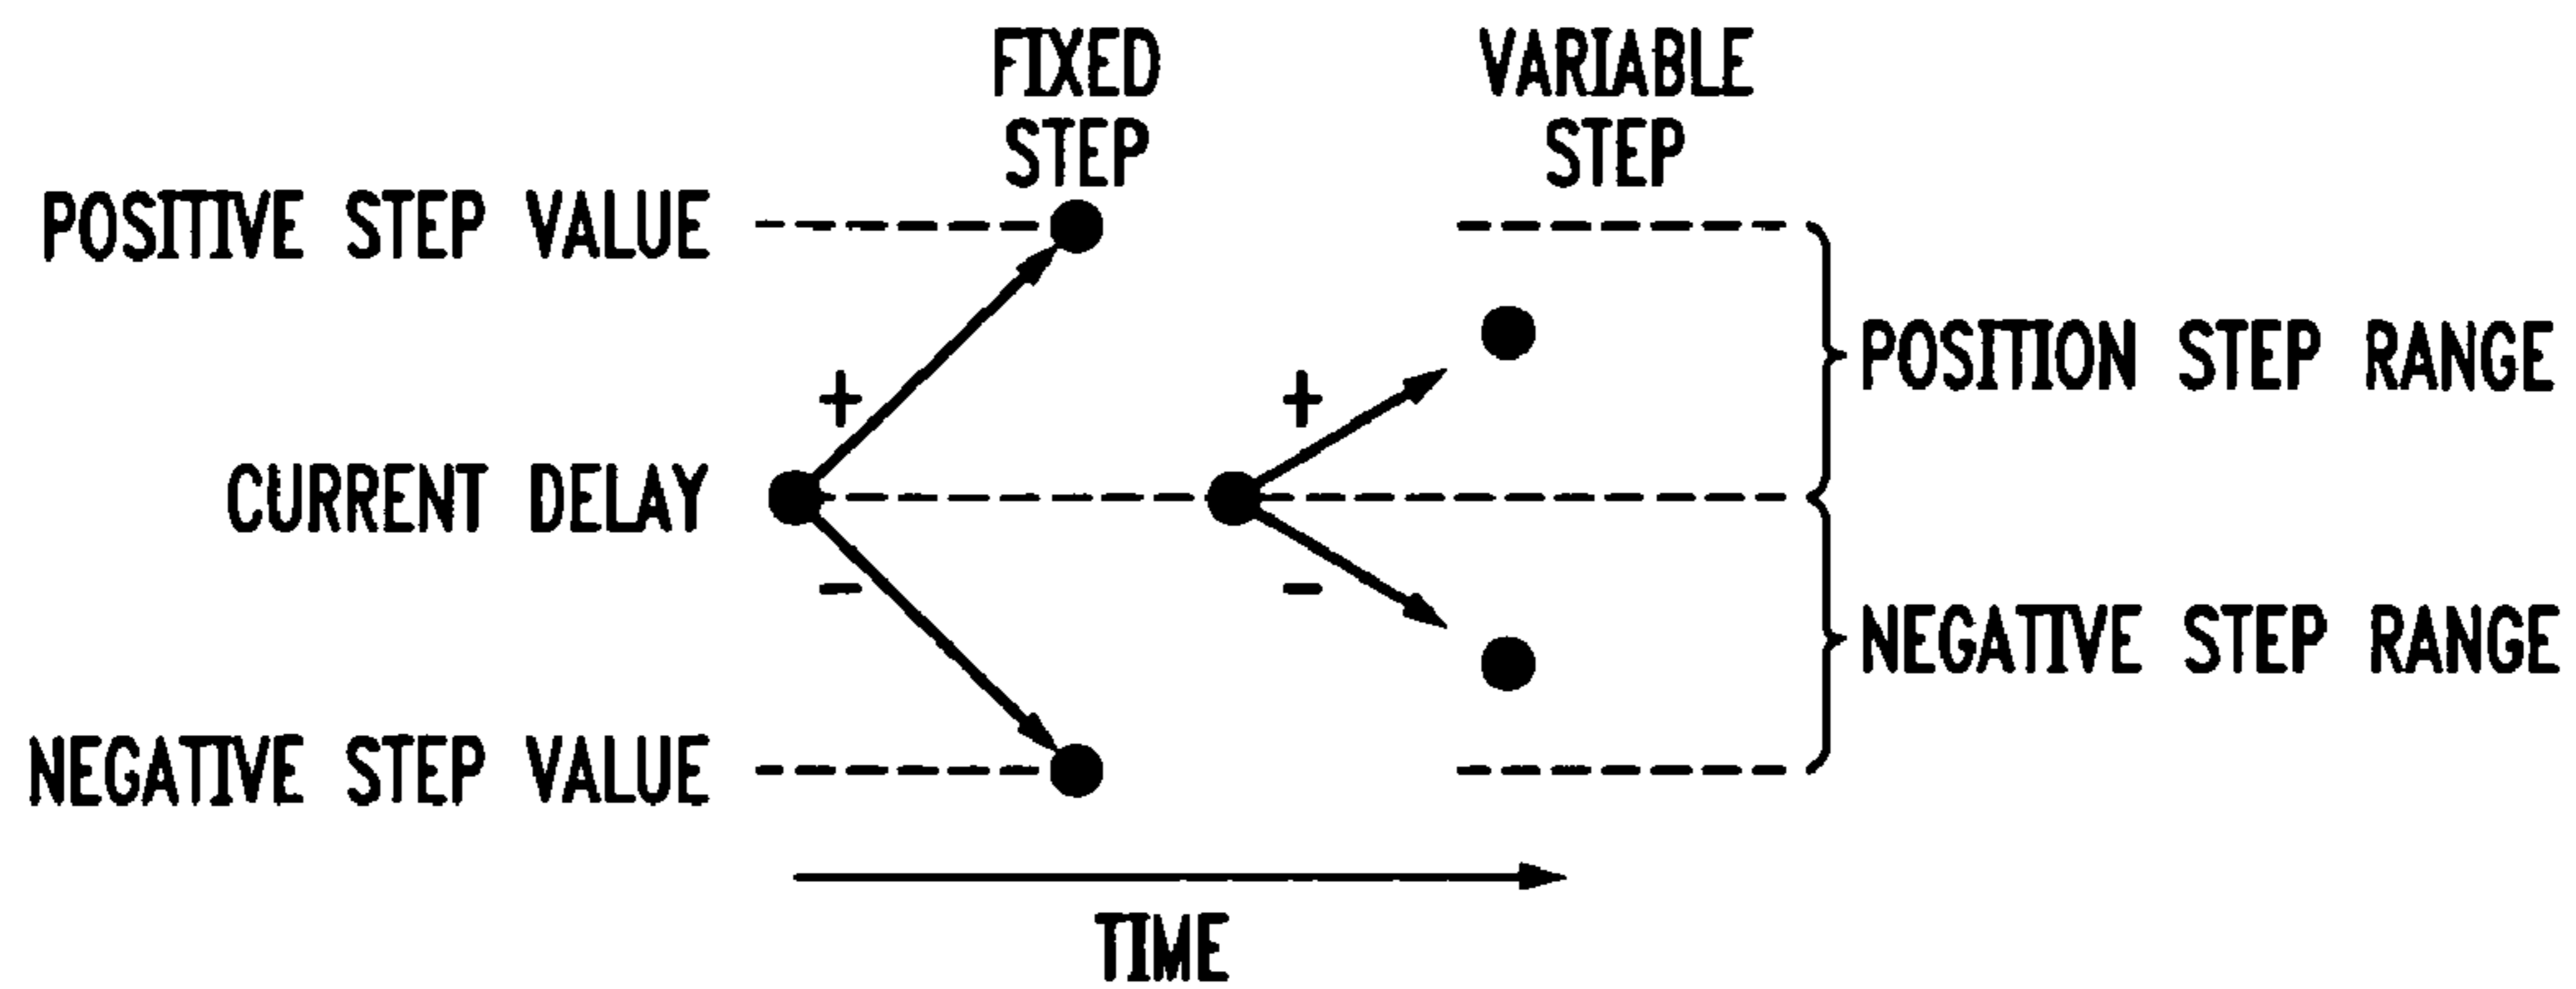 FIXED
STEP
VARIABLE
STEP
POSITIVE STEP VALUE
+
+
POSITION STEP RANGE
CURRENT DELAY
-
-
NEGATIVE STEP RANGE
NEGATIVE STEP VALUE
TIME